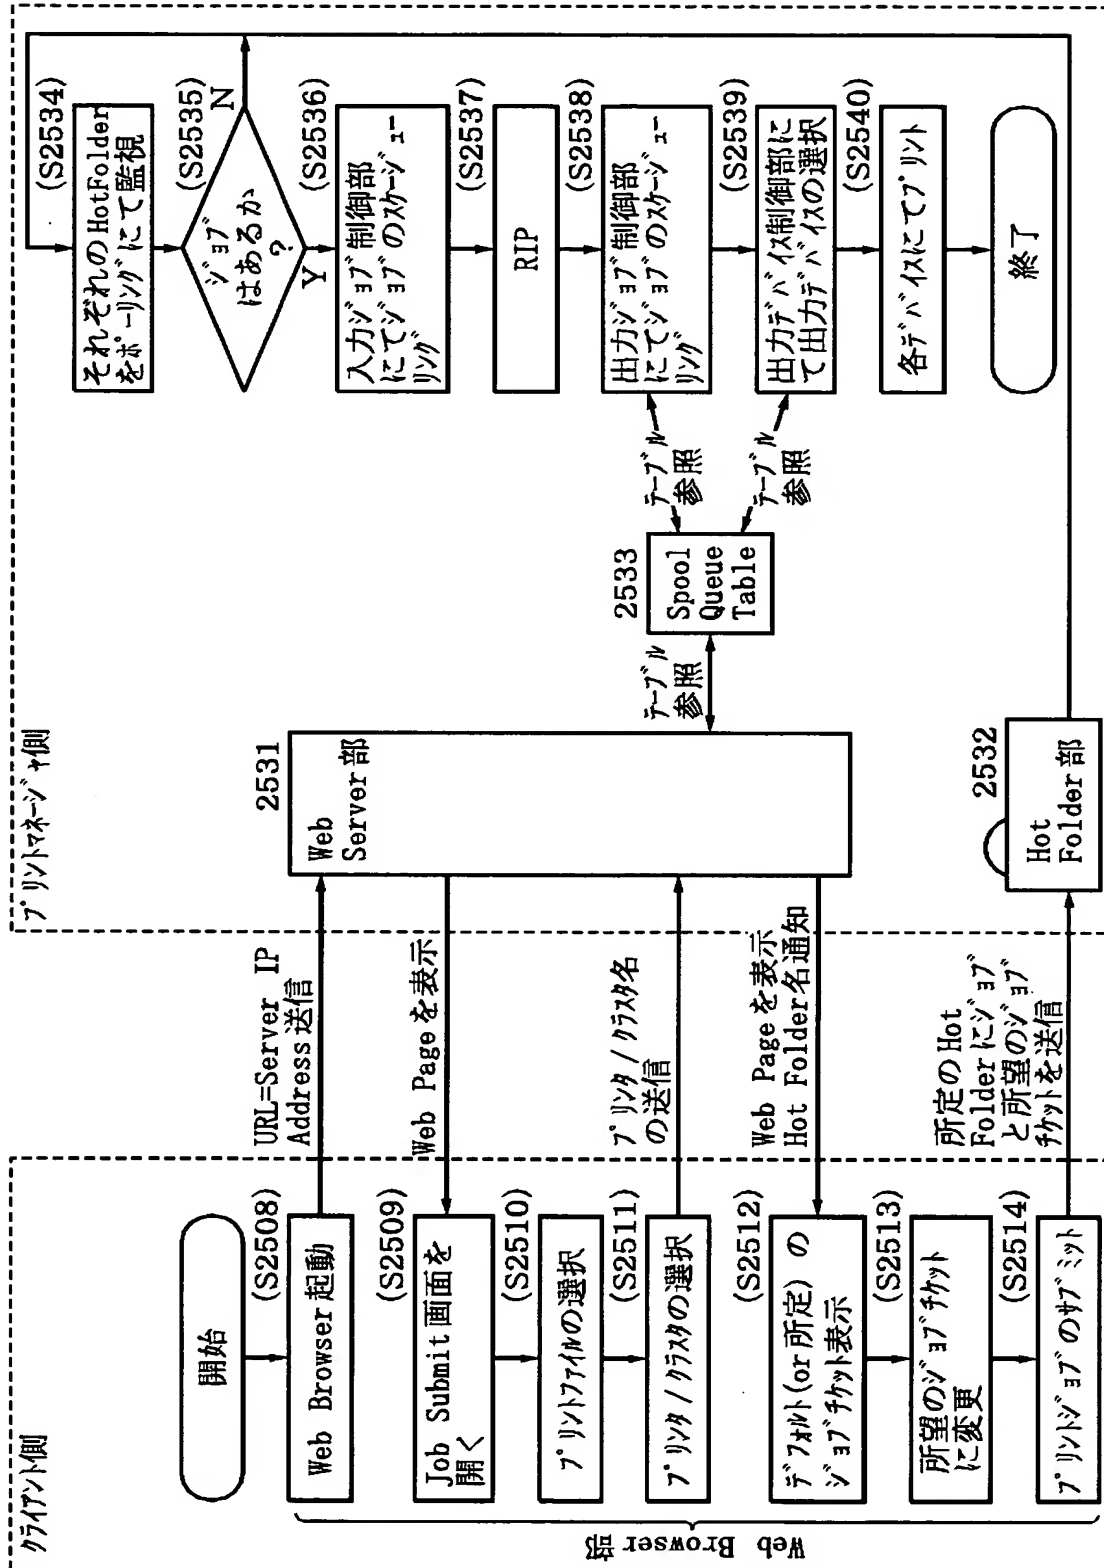 クライアント側
開始
(S2508)
Web Browser起動
(S2509)
Job Submit画面を
開く
(S2510)
プリントファイルの選択
(S2511)
プリンタ/クラスタの選択
(S2512)
デフォルト(or所定)の
ジョブチケット表示
(S2513)
所望のジョブチケット
に変更
(S2514)
プリントジョブのサブミット
Web Browser部
URL=Server IP
Address送信
Web Pageを表示
プリンタ/クラスタ名
の送信
Web Pageを表示
Hot Folder名通知
所定のHot
Folderにジョブ
と所望のジョブ
チケットを送信
プリントマネージャ側
2531
Web
Server部
2532
Hot
Folder部
テーブル
参照
2533
Spool
Queue
Table
テーブル
参照
テーブル
参照
(S2534)
それぞれのHotFolder
をポーリングにて監視
(S2535)
ジョブ
はあるか
?
N
Y
(S2536)
入力ジョブ制御部
にてジョブのスケージュー
リング
(S2537)
RIP
(S2538)
出力ジョブ制御部
にてジョブのスケージュー
リング
(S2539)
出力デバイス制御部に
て出力デバイスの選択
(S2540)
各デバイスにてプリント
終了